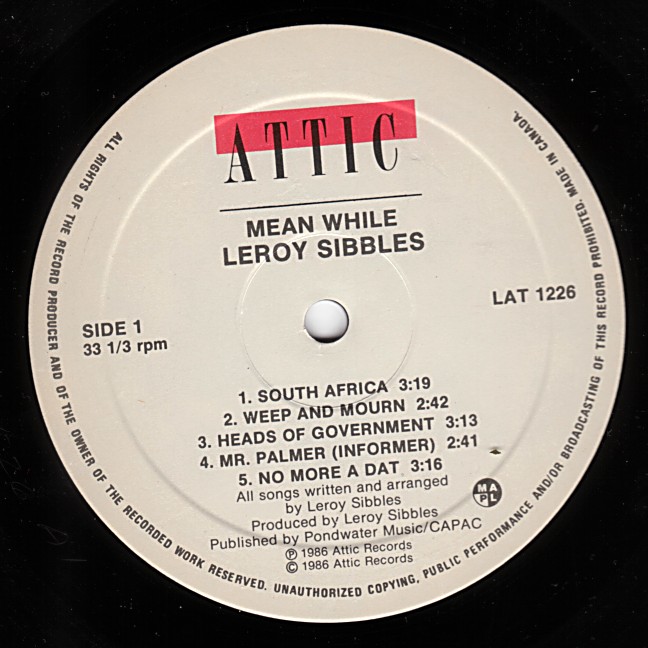 ATTIC
MEAN WHILE
LEROY SIBBLES
LAT 1226
SIDE 1
33 1/3 rpm
1. SOUTH AFRICA 3:19
2. WEEP AND MOURN 2:42
3. HEADS OF GOVERNMENT 3:13
4. MR. PALMER (INFORMER) 2:41
5. NO MORE A DAT 3:16
All songs written and arranged
by Leroy Sibbles
Produced by Leroy Sibbles
Published by Pondwater Music/CAPAC
℗ 1986 Attic Records
© 1986 Attic Records
M A
P L
ALL RIGHTS OF THE RECORD PRODUCER AND OF THE OWNER OF THE RECORDED WORK RESERVED. UNAUTHORIZED COPYING, PUBLIC PERFORMANCE AND/OR BROADCASTING OF THIS RECORD PROHIBITED. MADE IN CANADA.